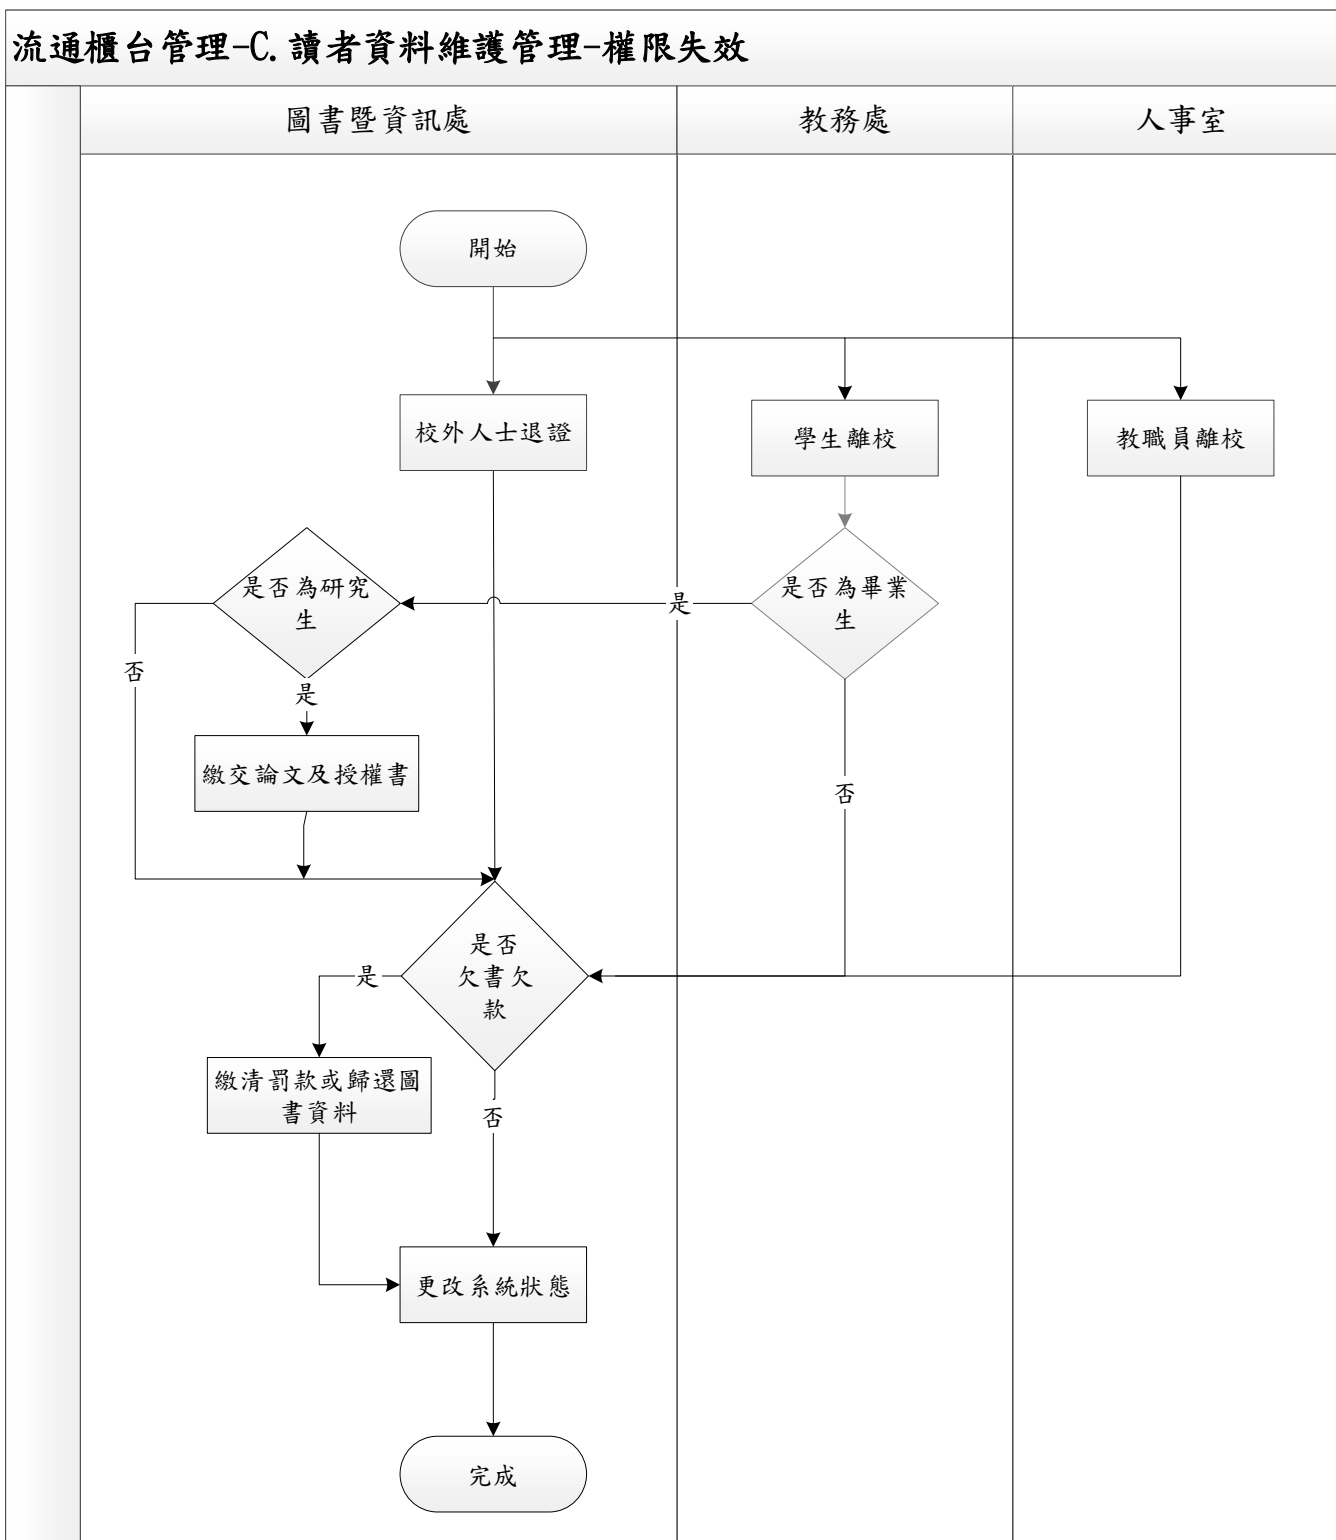 流通櫃台管理-C.讀者資料維護管理-權限失效
圖書暨資訊處
教務處
人事室
開始
校外人士退證
學生離校
教職員離校
是否為研究
生
是
是否為畢業
生
否
是
繳交論文及授權書
否
是否
欠書欠
款
是
繳清罰款或歸還圖
書資料
否
更改系統狀態
完成